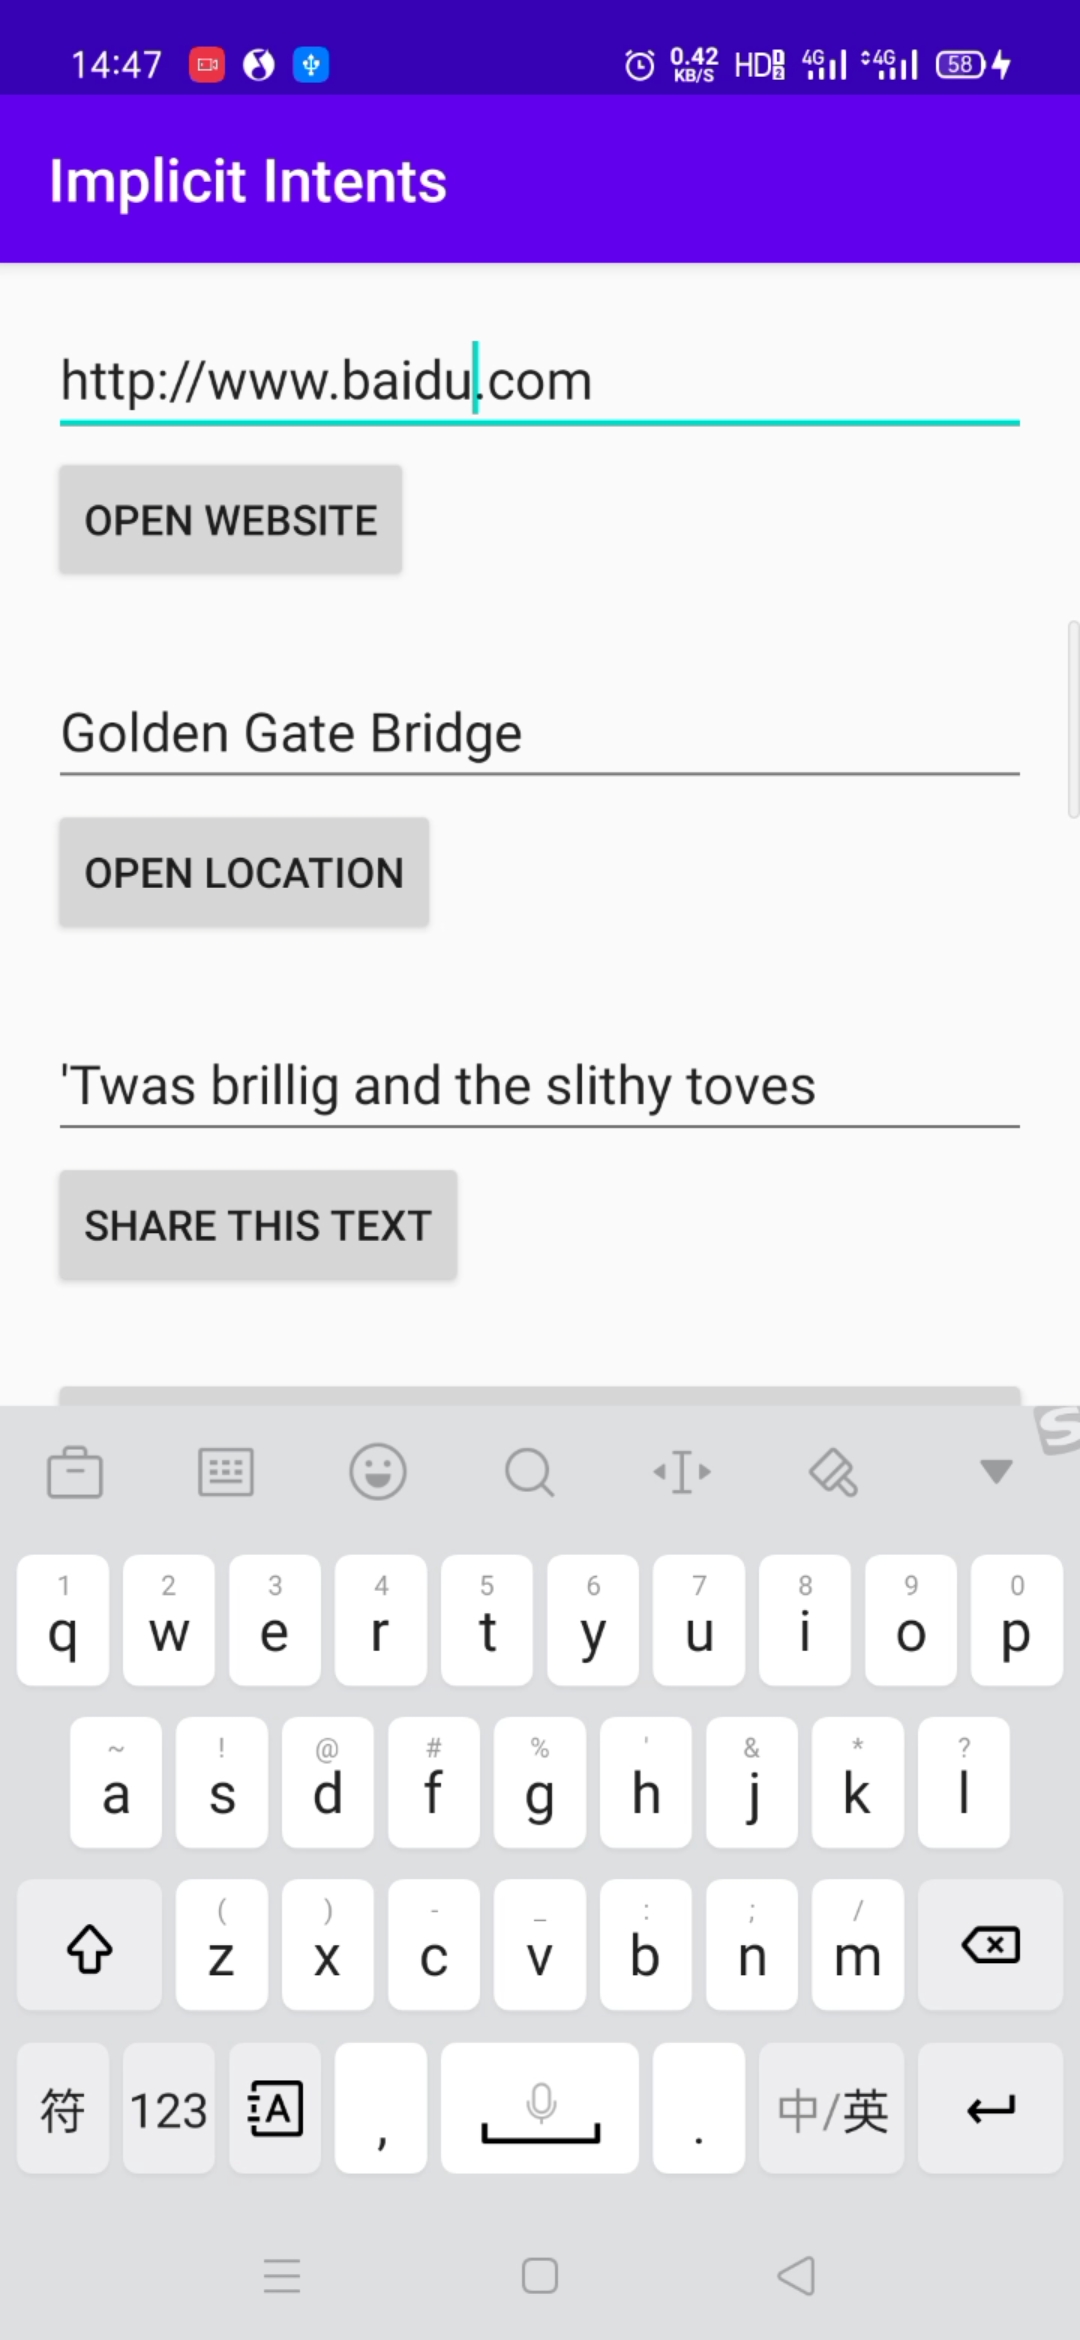 14:47 0.42 KB/S HD 1 2 4G 4G 58
Implicit Intents
http://www.baidu.com
OPEN WEBSITE
Golden Gate Bridge
OPEN LOCATION
'Twas brillig and the slithy toves
SHARE THIS TEXT
S
1 2 3 4 5 6 7 8 9 0
q w e r t y u i o p
~ ! @ # % ' & * ?
a s d f g h j k l
( ) - _ : ; /
z x c v b n m
符 123 A , . 中/英